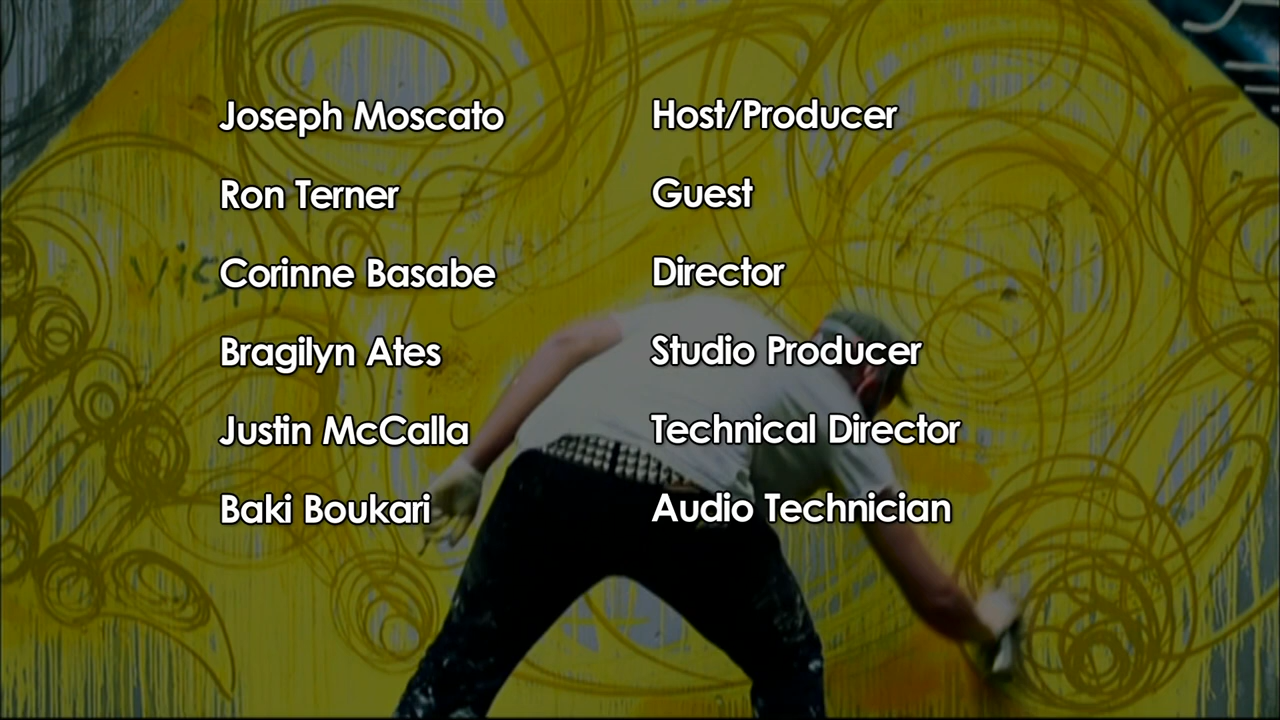 Joseph Moscato Host/Producer
Ron Terner Guest
Corinne Basabe Director
Bragilyn Ates Studio Producer
Justin McCalla Technical Director
Baki Boukari Audio Technician